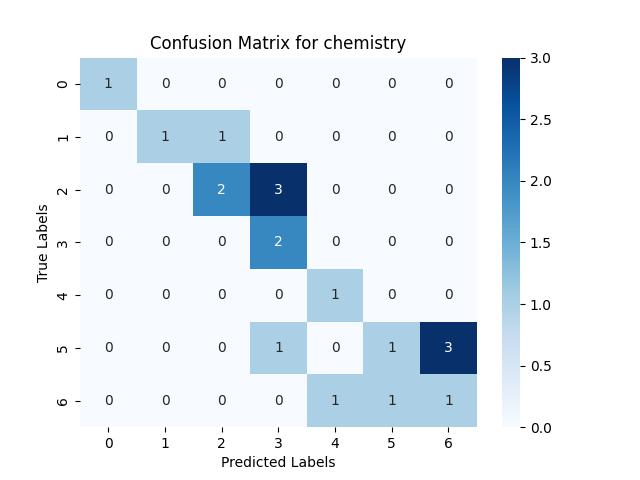 Confusion Matrix for chemistry
0 1 0 0 0 0 0 0
1 0 1 1 0 0 0 0
2 0 0 2 3 0 0 0
3 0 0 0 2 0 0 0
4 0 0 0 0 1 0 0
5 0 0 0 1 0 1 3
6 0 0 0 0 1 1 1
0 1 2 3 4 5 6
True Labels
Predicted Labels
3.0
2.5
2.0
1.5
1.0
0.5
0.0